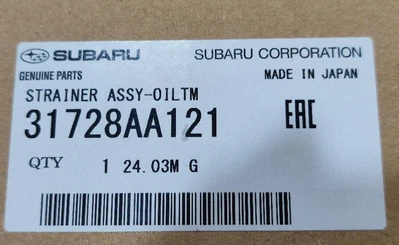 SUBARU SUBARU CORPORATION
GENUINE PARTS MADE IN JAPAN
STRAINER ASSY-OILTM
31728AA121 EAC
QTY 1 24.03M G